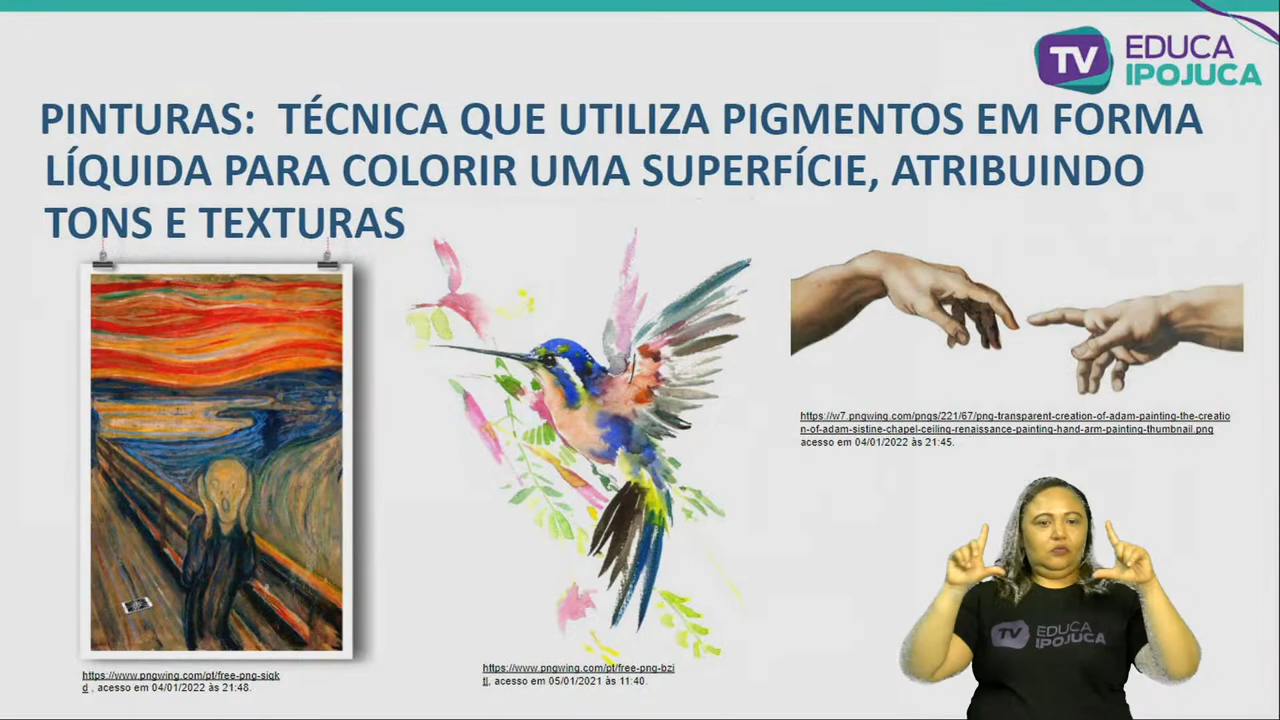 TV EDUCA
IPOJUCA
PINTURAS: TÉCNICA QUE UTILIZA PIGMENTOS EM FORMA
LÍQUIDA PARA COLORIR UMA SUPERFÍCIE, ATRIBUINDO
TONS E TEXTURAS
https://www.pngwing.com/pt/free-png-siqk
d , acesso em 04/01/2022 às 21:48.
https://www.pngwing.com/pt/free-png-bzi
tl, acesso em 05/01/2021 às 11:40.
https://w7.pngwing.com/pngs/221/67/png-transparent-creation-of-adam-painting-the-creatio
n-of-adam-sistine-chapel-ceiling-renaissance-painting-hand-arm-painting-thumbnail.png
acesso em 04/01/2022 às 21:45.
TV EDUCA
IPOJUCA